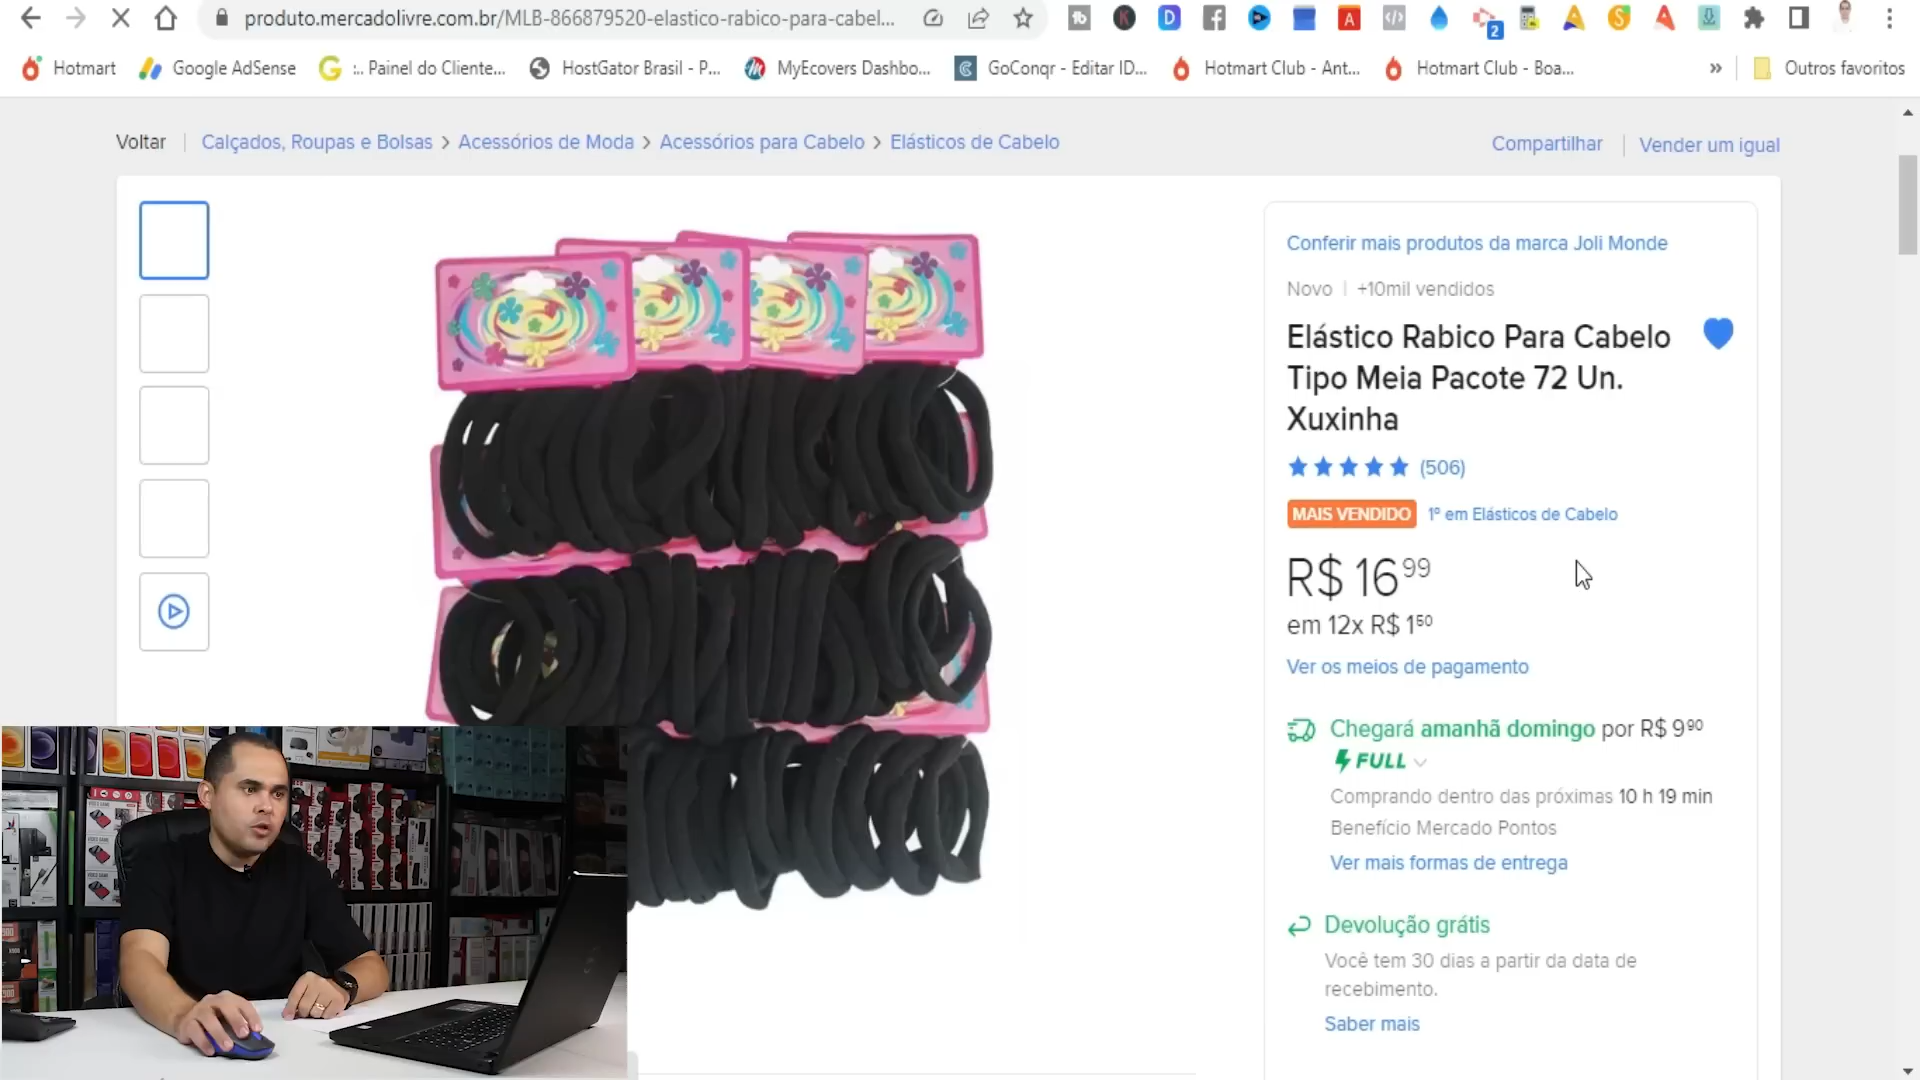 produto.mercadolivre.com.br/MLB-866879520-elastico-rabico-para-cabel...
2
Hotmart
Google AdSense
:.. Painel do Cliente...
HostGator Brasil - P...
MyEcovers Dashbo...
GoConqr - Editar ID...
Hotmart Club - Ant...
Hotmart Club - Boa...
»
Outros favoritos
Voltar
Calçados, Roupas e Bolsas > Acessórios de Moda > Acessórios para Cabelo > Elásticos de Cabelo
Compartilhar
Vender um igual
Conferir mais produtos da marca Joli Monde
Novo | +10mil vendidos
Elástico Rabico Para Cabelo
Tipo Meia Pacote 72 Un.
Xuxinha
(506)
MAIS VENDIDO 1º em Elásticos de Cabelo
R$ 16 99
em 12x R$ 1 50
Ver os meios de pagamento
Chegará amanhã domingo por R$ 9 90
FULL
Comprando dentro das próximas 10 h 19 min
Benefício Mercado Pontos
Ver mais formas de entrega
Devolução grátis
Você tem 30 dias a partir da data de
recebimento.
Saber mais